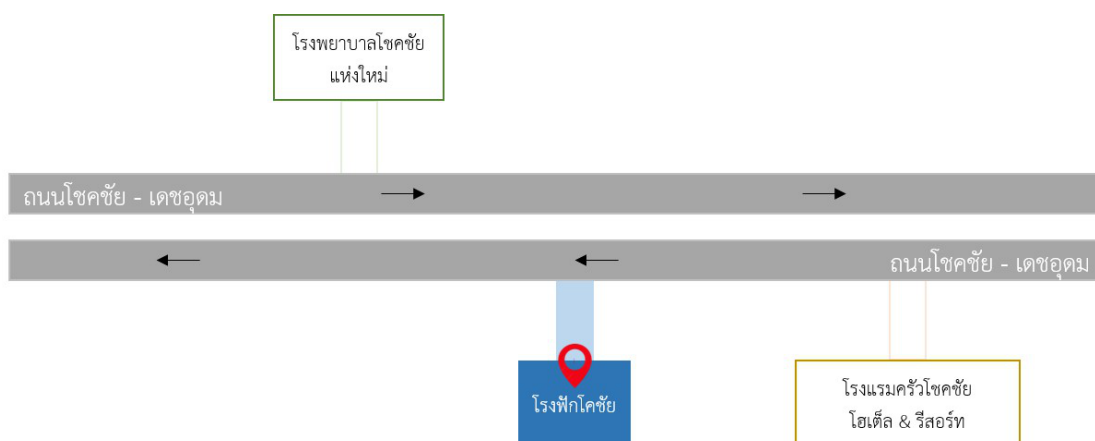 โรงพยาบาลโชคชัย
แห่งใหม่
ถนนโชคชัย - เดชอุดม
ถนนโชคชัย - เดชอุดม
โรงฟักโคชัย
โรงแรมครัวโชคชัย
โฮเต็ล & รีสอร์ท